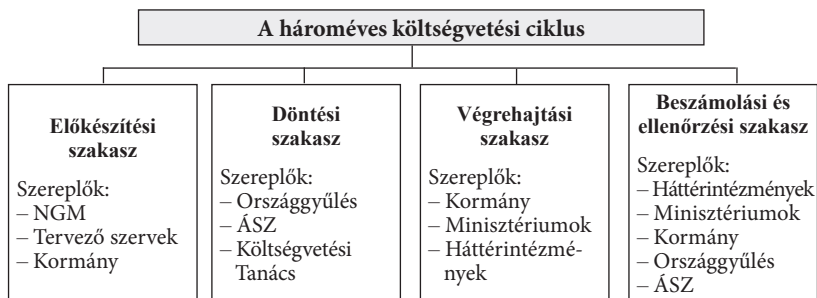 A hároméves költségvetési ciklus
Előkészítési
szakasz
Szereplők:
– NGM
– Tervező szervek
– Kormány
Döntési
szakasz
Szereplők:
– Országgyűlés
– ÁSZ
– Költségvetési
Tanács
Végrehajtási
szakasz
Szereplők:
– Kormány
– Minisztériumok
– Háttérintézmé-
nyek
Beszámolási és
ellenőrzési szakasz
Szereplők:
– Háttérintézmények
– Minisztériumok
– Kormány
– Országgyűlés
– ÁSZ